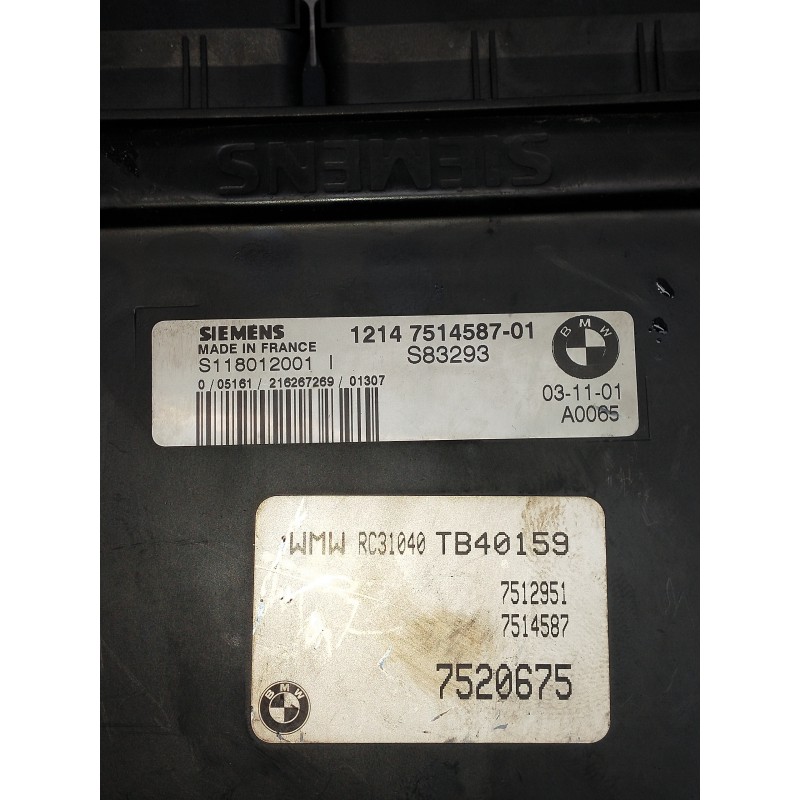 SIEMENS
SIEMENS
MADE IN FRANCE
S118012001 I
1214 7514587-01
S83293
0 / 05161 / 216267269 / 01307
BMW
03-11-01
A0065
WMW RC31040 TB40159
7512951
7514587
7520675
BMW